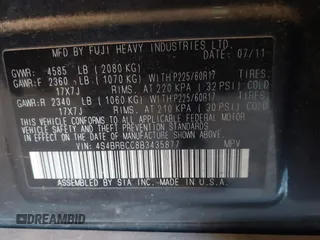 MFD BY FUJI HEAVY INDUSTRIES LTD.
DATE: 07/11
GVWR: 4585 LB (2080 KG)
GAWR:F 2360 LB (1070 KG) WITH P225/60R17 TIRES,
17X7J RIMS, AT 220 KPA (32 PSI) COLD
GAWR:R 2340 LB (1060 KG) WITH P225/60R17 TIRES,
17X7J RIMS, AT 210 KPA (30 PSI) COLD
THIS VEHICLE CONFORMS TO ALL APPLICABLE
FEDERAL MOTOR VEHICLE SAFETY, BUMPER,
AND THEFT PREVENTION STANDARDS IN EFFECT
ON THE DATE OF MANUFACTURE SHOWN ABOVE.
VIN: 4S4BRBCC8B3435877 MPV
ASSEMBLED BY SIA INC.-MADE IN U.S.A.
DREAMBID